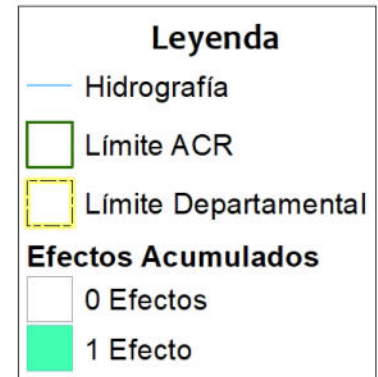 Leyenda
Hidrografía
Límite ACR
Límite Departamental
Efectos Acumulados
0 Efectos
1 Efecto